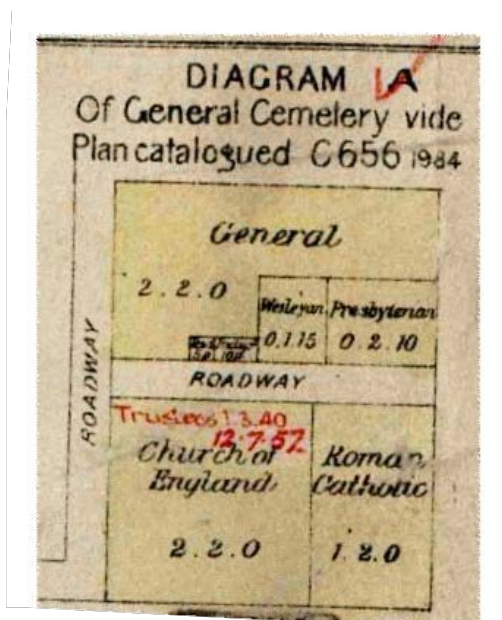 DIAGRAM A
Of General Cemetery vide
Plan catalogued C656 1984
General
2.2.0
Wesleyan
0.1.15
Presbyterian
0.2.10
ROADWAY
ROADWAY
Trustees 1.3.40
12.7.57
Church of
England
2.2.0
Roman
Catholic
1.2.0